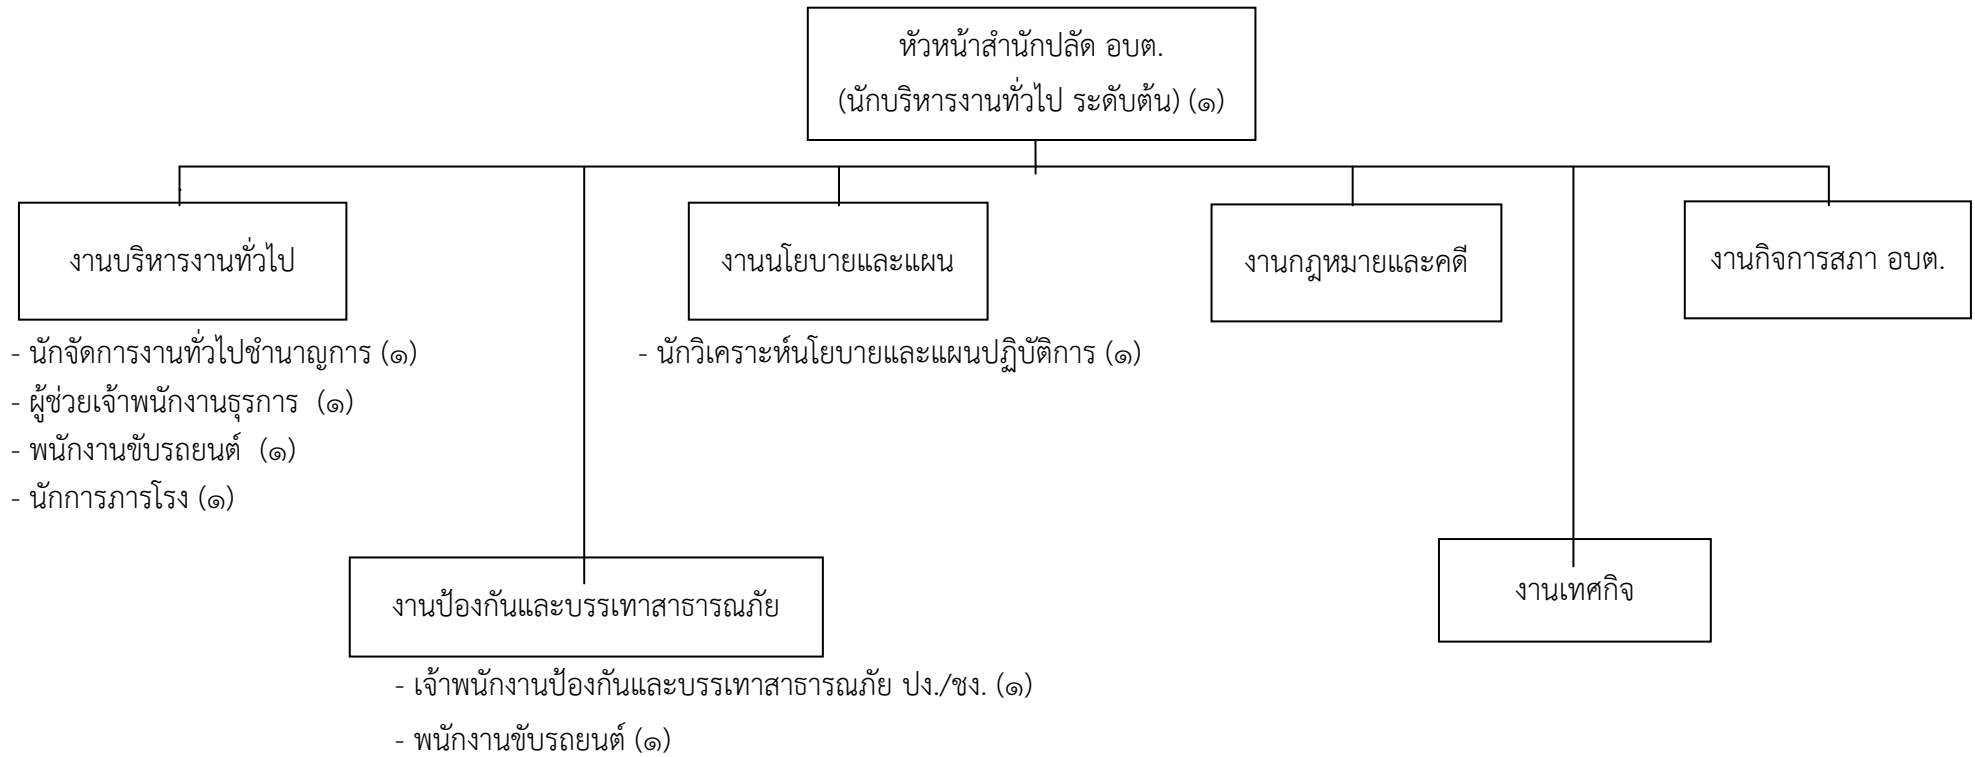 หัวหน้าสำนักปลัด อบต.
(นักบริหารงานทั่วไป ระดับต้น) (๑)
งานบริหารงานทั่วไป
- นักจัดการงานทั่วไปชำนาญการ (๑)
- ผู้ช่วยเจ้าพนักงานธุรการ (๑)
- พนักงานขับรถยนต์ (๑)
- นักการภารโรง (๑)
งานป้องกันและบรรเทาสาธารณภัย
- เจ้าพนักงานป้องกันและบรรเทาสาธารณภัย ปง./ชง. (๑)
- พนักงานขับรถยนต์ (๑)
งานนโยบายและแผน
- นักวิเคราะห์นโยบายและแผนปฏิบัติการ (๑)
งานกฎหมายและคดี
งานเทศกิจ
งานกิจการสภา อบต.